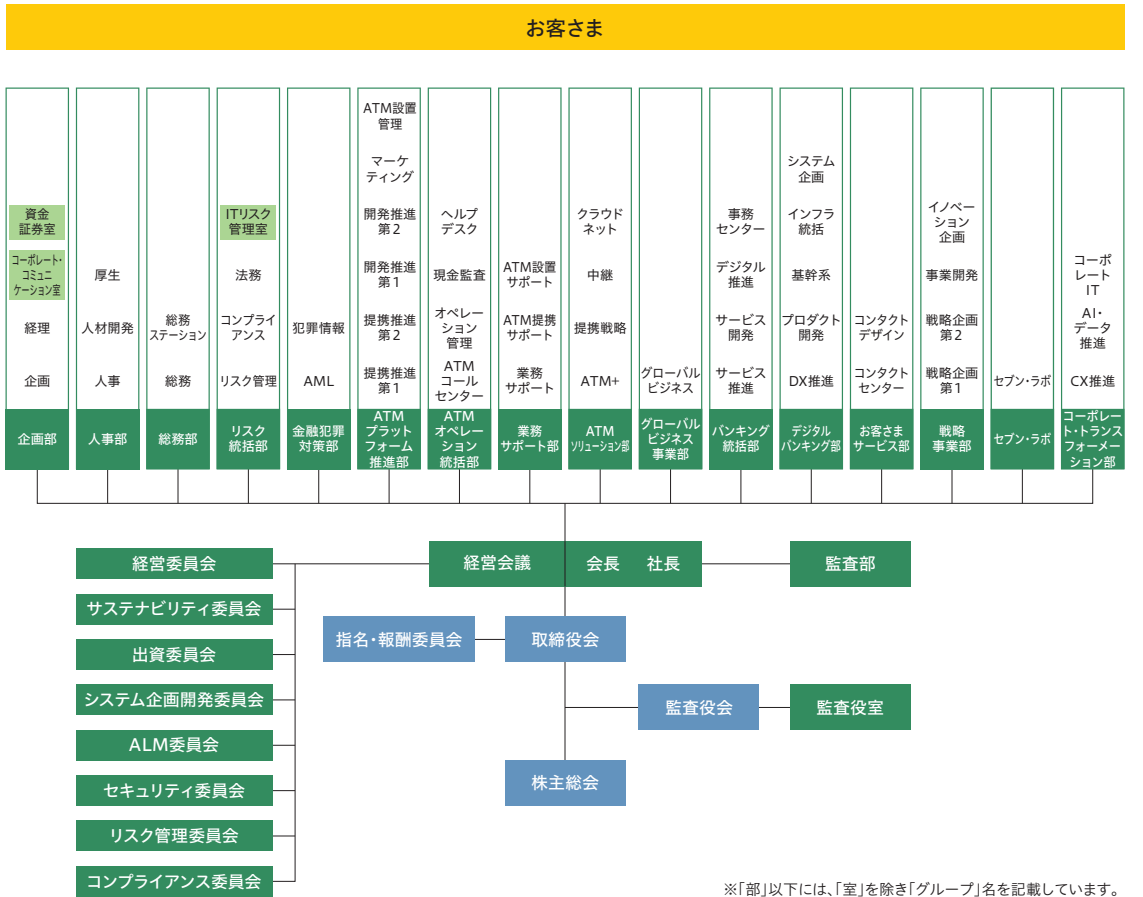 お客さま
資金
証券室
コーポレート・
コミュニ
ケーション室
経理
企画
企画部
厚生
人材開発
人事
人事部
総務
ステーション
総務
総務部
ITリスク
管理室
法務
コンプライ
アンス
リスク管理
リスク
統括部
犯罪情報
AML
金融犯罪
対策部
ATM設置
管理
マーケ
ティング
開発推進
第2
開発推進
第1
提携推進
第2
提携推進
第1
ATM
プラット
フォーム
推進部
ヘルプ
デスク
現金監査
オペレー
ション
管理
ATM
コール
センター
ATM
オペレー
ション
統括部
ATM設置
サポート
ATM提携
サポート
業務
サポート
業務
サポート部
クラウド
ネット
中継
提携戦略
ATM+
ATM
ソリューション部
グローバル
ビジネス
グローバル
ビジネス
事業部
事務
センター
デジタル
推進
サービス
開発
サービス
推進
バンキング
統括部
システム
企画
インフラ
統括
基幹系
プロダクト
開発
DX推進
デジタル
バンキング部
コンタクト
デザイン
コンタクト
センター
お客さま
サービス部
イノベー
ション
企画
事業開発
戦略企画
第2
戦略企画
第1
戦略
事業部
セブン・ラボ
セブン・ラボ
コーポ
レート
IT
AI・
データ
推進
CX推進
コーポレー
ト・トランス
フォーメー
ション部
経営会議
会長 社長
監査部
経営委員会
サステナビリティ委員会
出資委員会
システム企画開発委員会
ALM委員会
セキュリティ委員会
リスク管理委員会
コンプライアンス委員会
指名・報酬委員会
取締役会
監査役会
監査役室
株主総会
※「部」以下には、「室」を除き「グループ」名を記載しています。